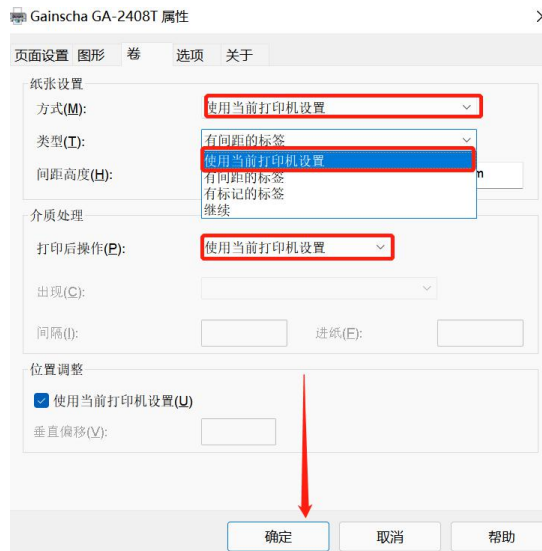 Gainscha GA-2408T 属性
页面设置 图形 卷 选项 关于
纸张设置
方式(M): 使用当前打印机设置
类型(T): 有间距的标签
使用当前打印机设置
间距高度(H): 有间距的标签
有标记的标签
继续
介质处理
打印后操作(P): 使用当前打印机设置
出现(C):
间隔(I): 进纸(E):
位置调整
使用当前打印机设置(U)
垂直偏移(V):
确定 取消 帮助